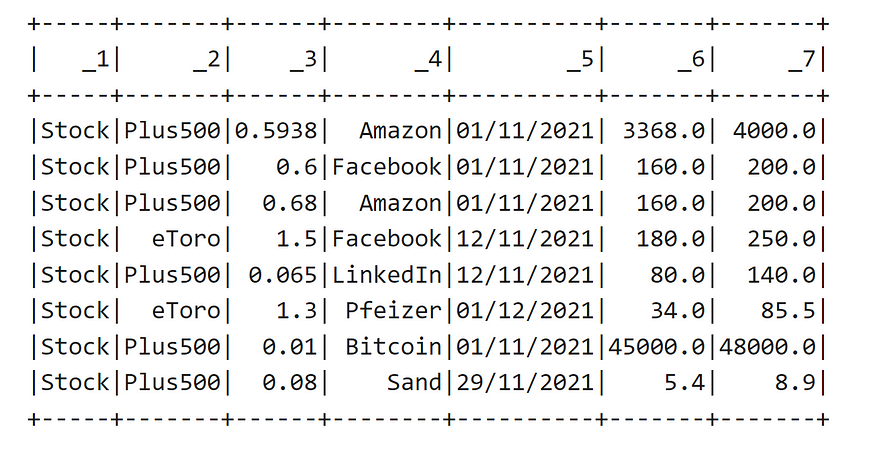 +-----+-------+------+--------+----------+-------+-------+
|   _1|     _2|    _3|      _4|        _5|     _6|     _7|
+-----+-------+------+--------+----------+-------+-------+
|Stock|Plus500|0.5938|  Amazon|01/11/2021| 3368.0| 4000.0|
|Stock|Plus500|   0.6|Facebook|01/11/2021|  160.0|  200.0|
|Stock|Plus500|  0.68|  Amazon|01/11/2021|  160.0|  200.0|
|Stock|  eToro|   1.5|Facebook|12/11/2021|  180.0|  250.0|
|Stock|Plus500| 0.065|LinkedIn|12/11/2021|   80.0|  140.0|
|Stock|  eToro|   1.3| Pfeizer|01/12/2021|   34.0|   85.5|
|Stock|Plus500|  0.01| Bitcoin|01/11/2021|45000.0|48000.0|
|Stock|Plus500|  0.08|    Sand|29/11/2021|    5.4|    8.9|
+-----+-------+------+--------+----------+-------+-------+